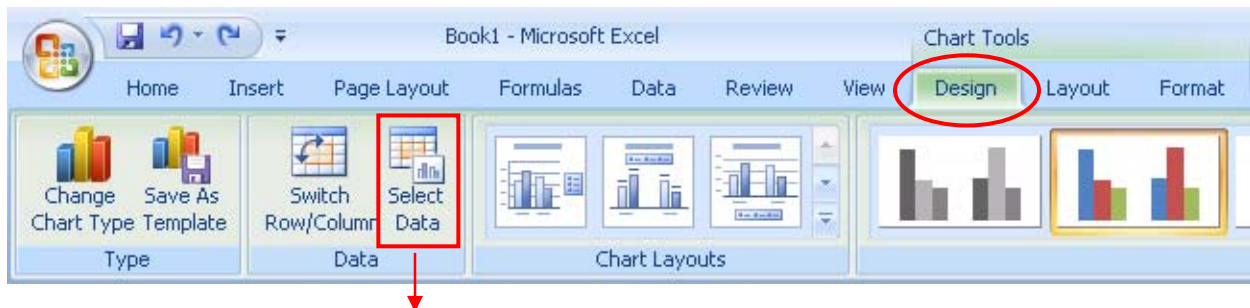 Book1 - Microsoft Excel Chart Tools
Home Insert Page Layout Formulas Data Review View Design Layout Format
Change Save As Switch Select
Chart Type Template Row/Column Data
Type Data Chart Layouts